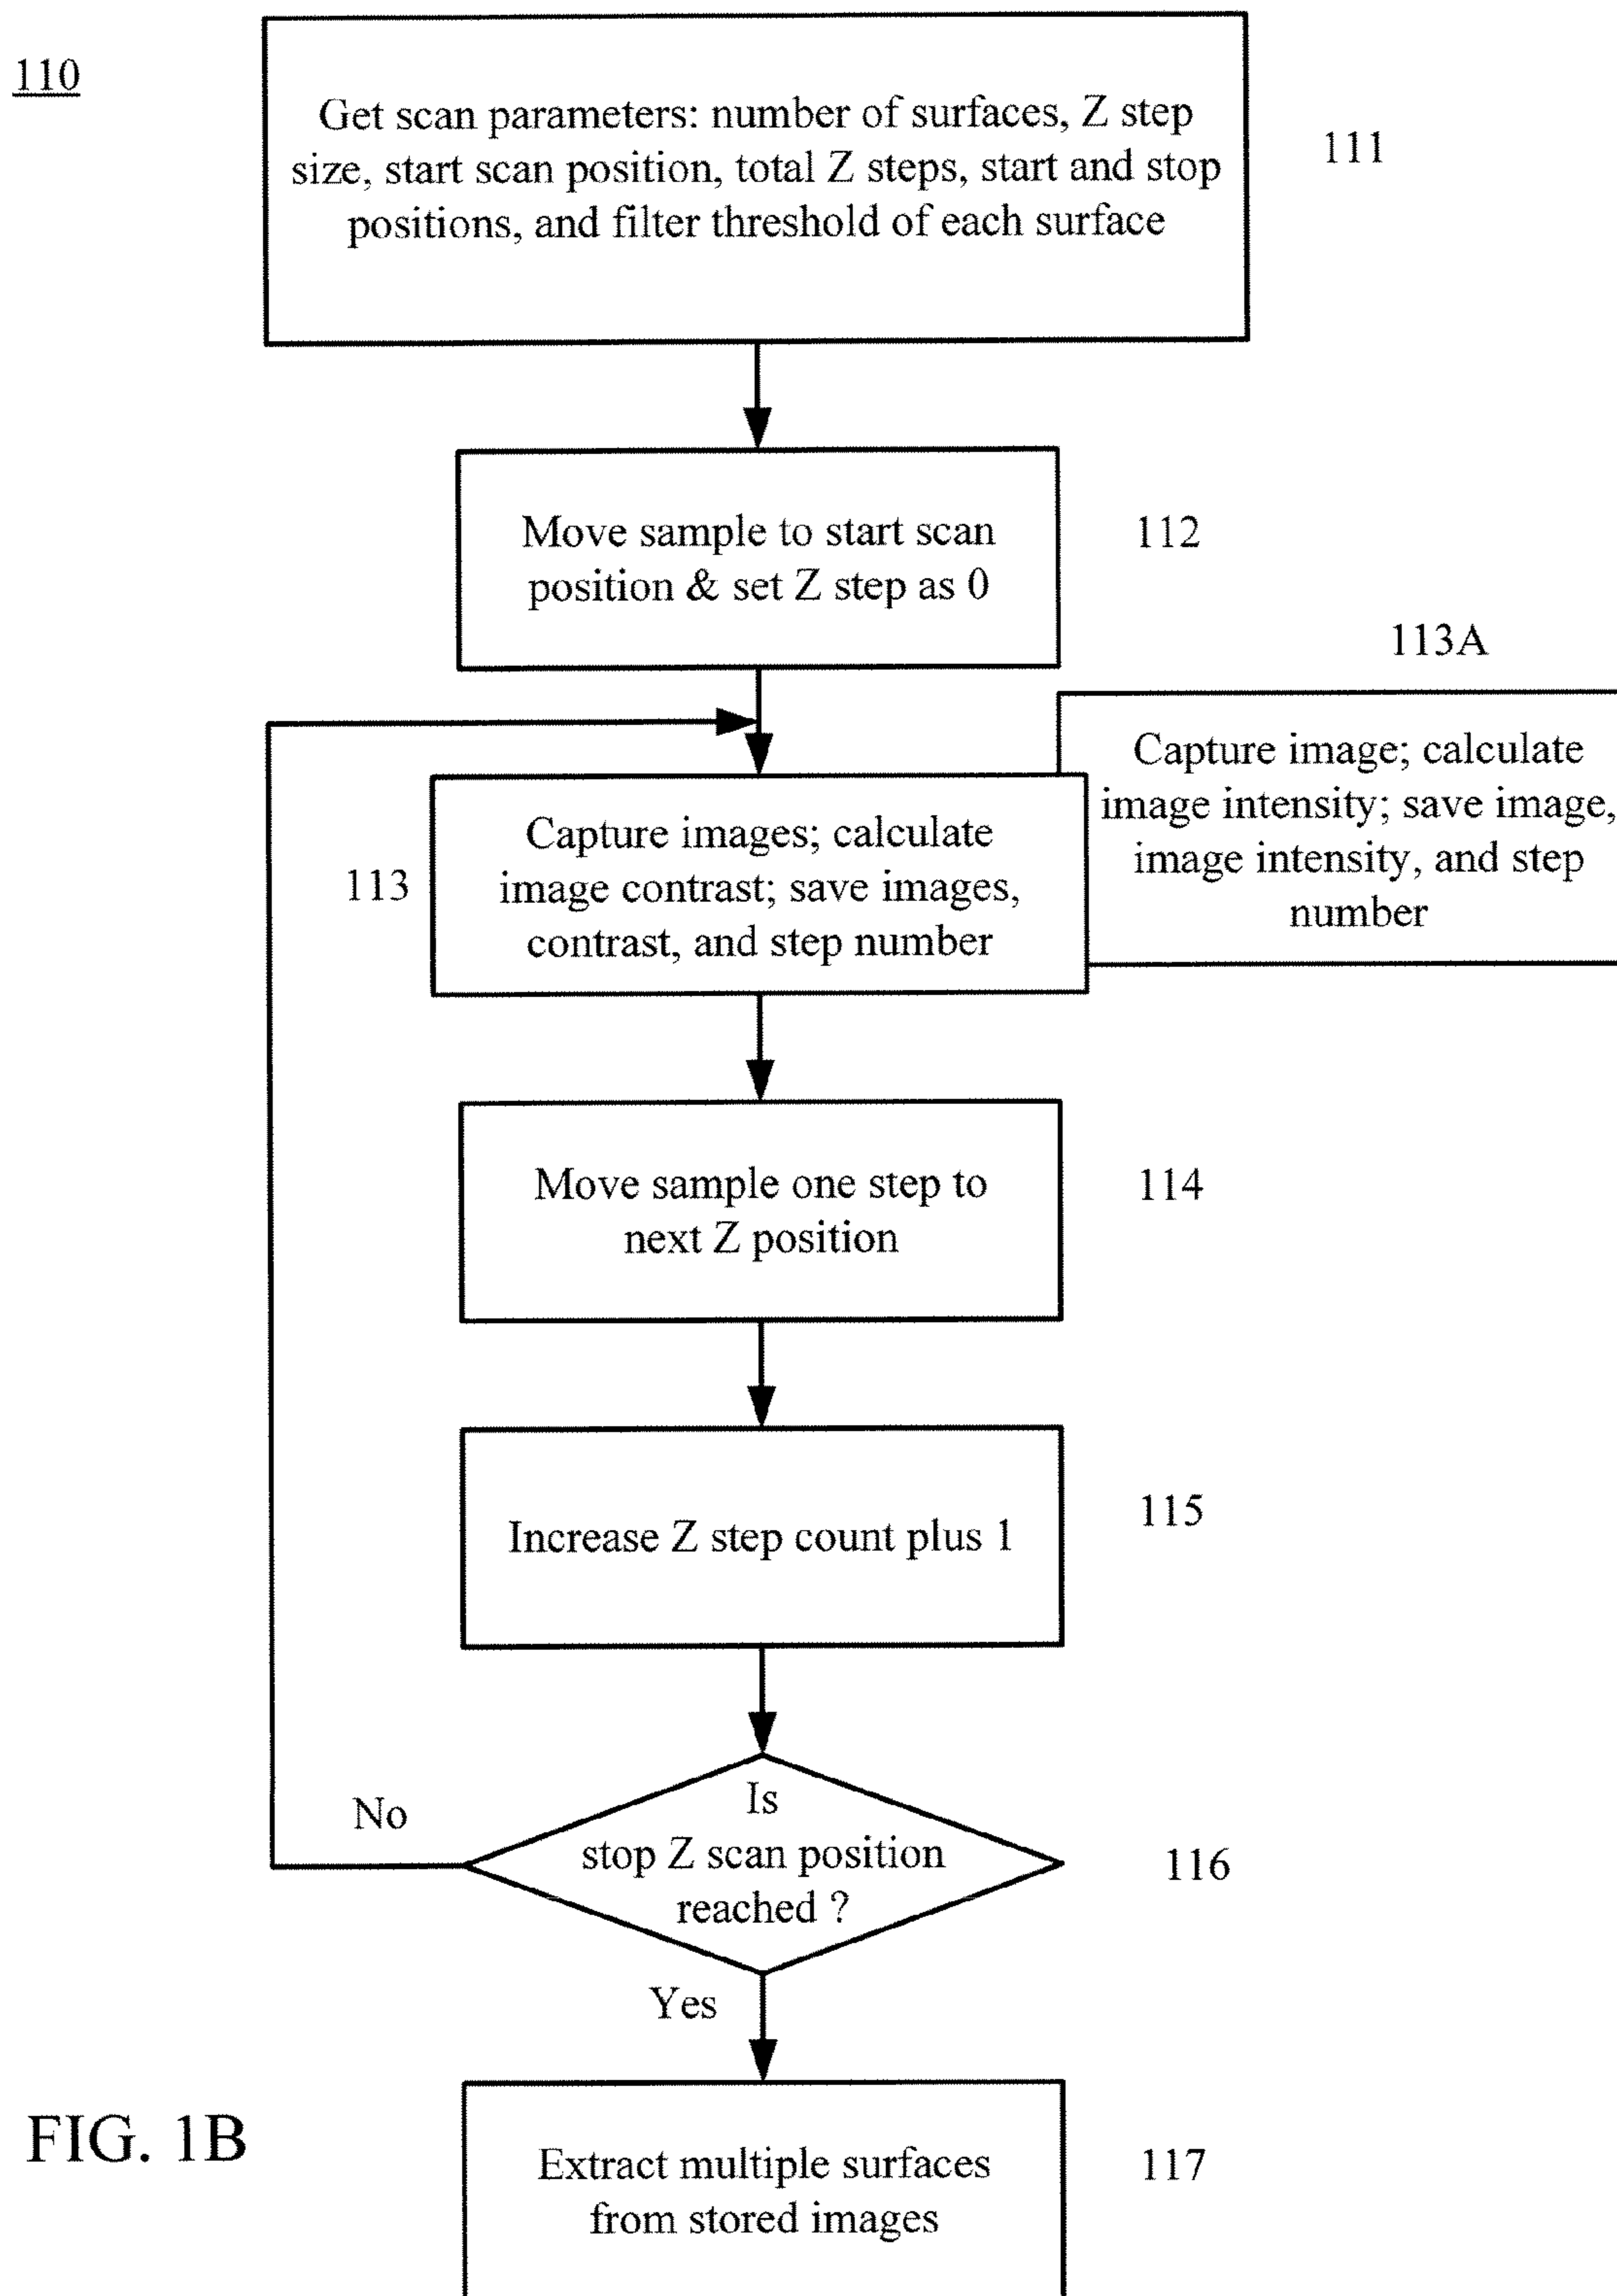 110
Get scan parameters: number of surfaces, Z step
size, start scan position, total Z steps, start and stop
positions, and filter threshold of each surface
111
Move sample to start scan
position & set Z step as 0
112
113A
Capture image; calculate
image intensity; save image,
image intensity, and step
number
Capture images; calculate
image contrast; save images,
contrast, and step number
113
Move sample one step to
next Z position
114
Increase Z step count plus 1
115
Is
stop Z scan position
reached ?
116
No
Yes
Extract multiple surfaces
from stored images
117
FIG. 1B